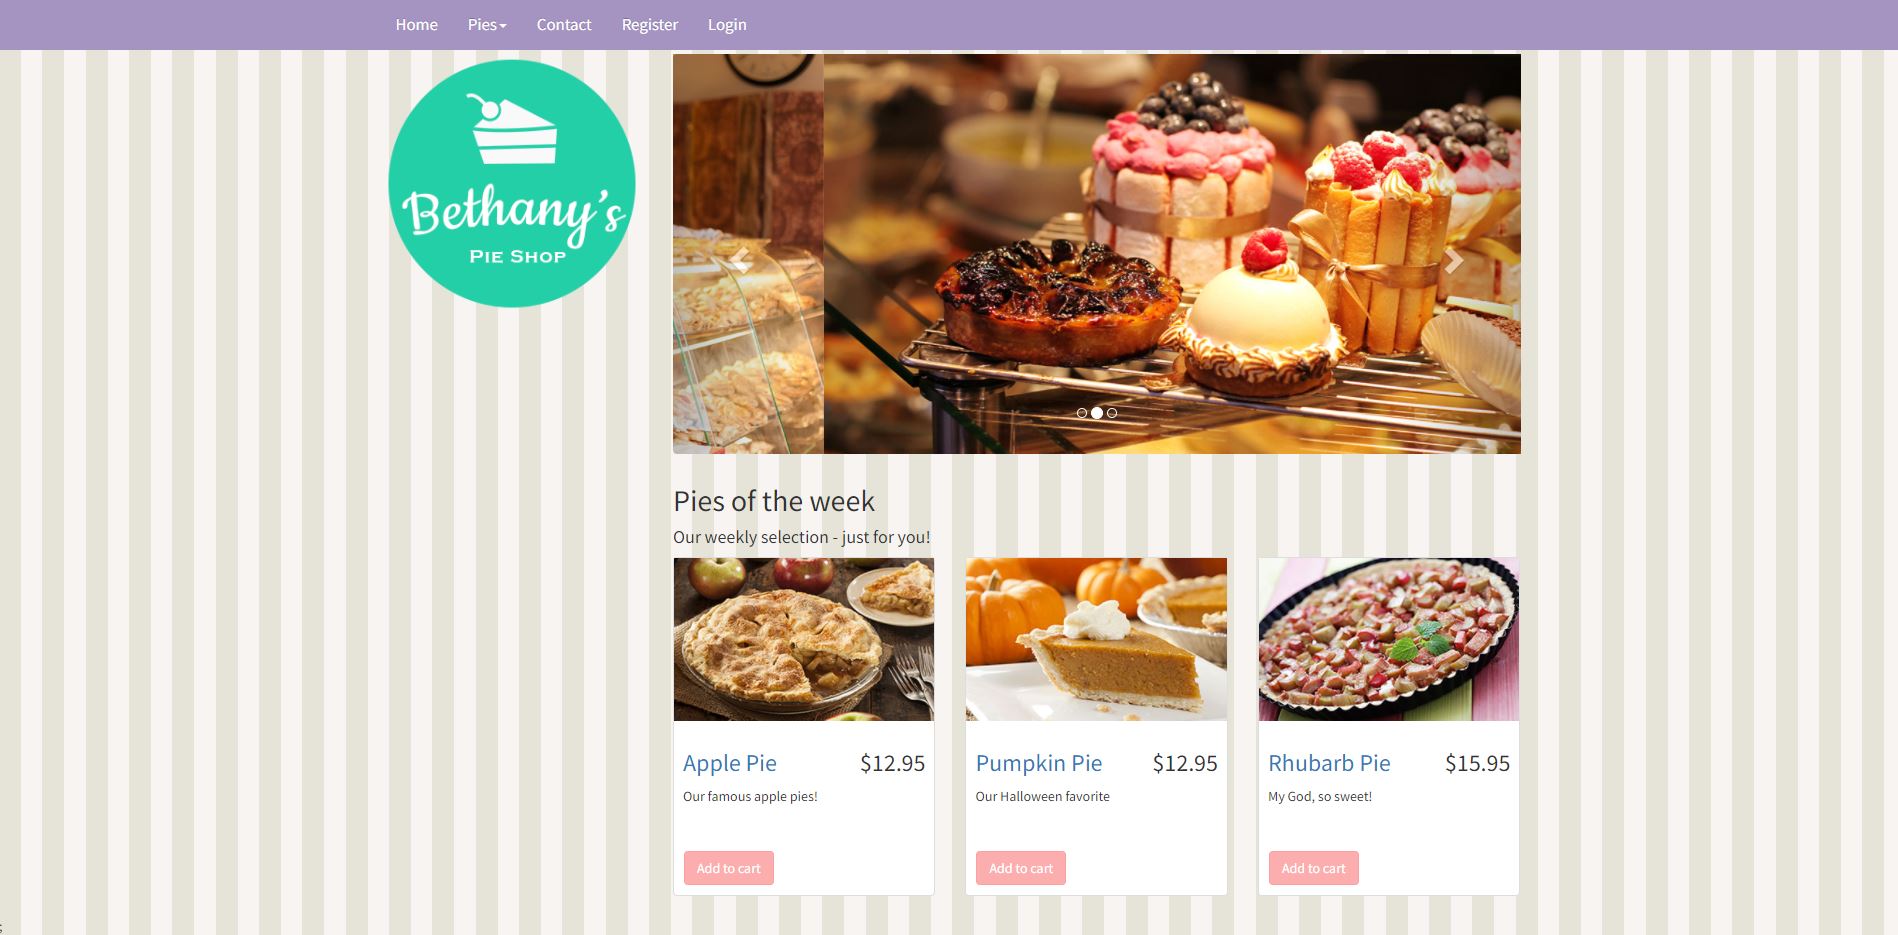 Home Pies Contact Register Login
Bethany's
PIE SHOP
Pies of the week
Our weekly selection - just for you!
Apple Pie $12.95
Our famous apple pies!
Add to cart
Pumpkin Pie $12.95
Our Halloween favorite
Add to cart
Rhubarb Pie $15.95
My God, so sweet!
Add to cart
;